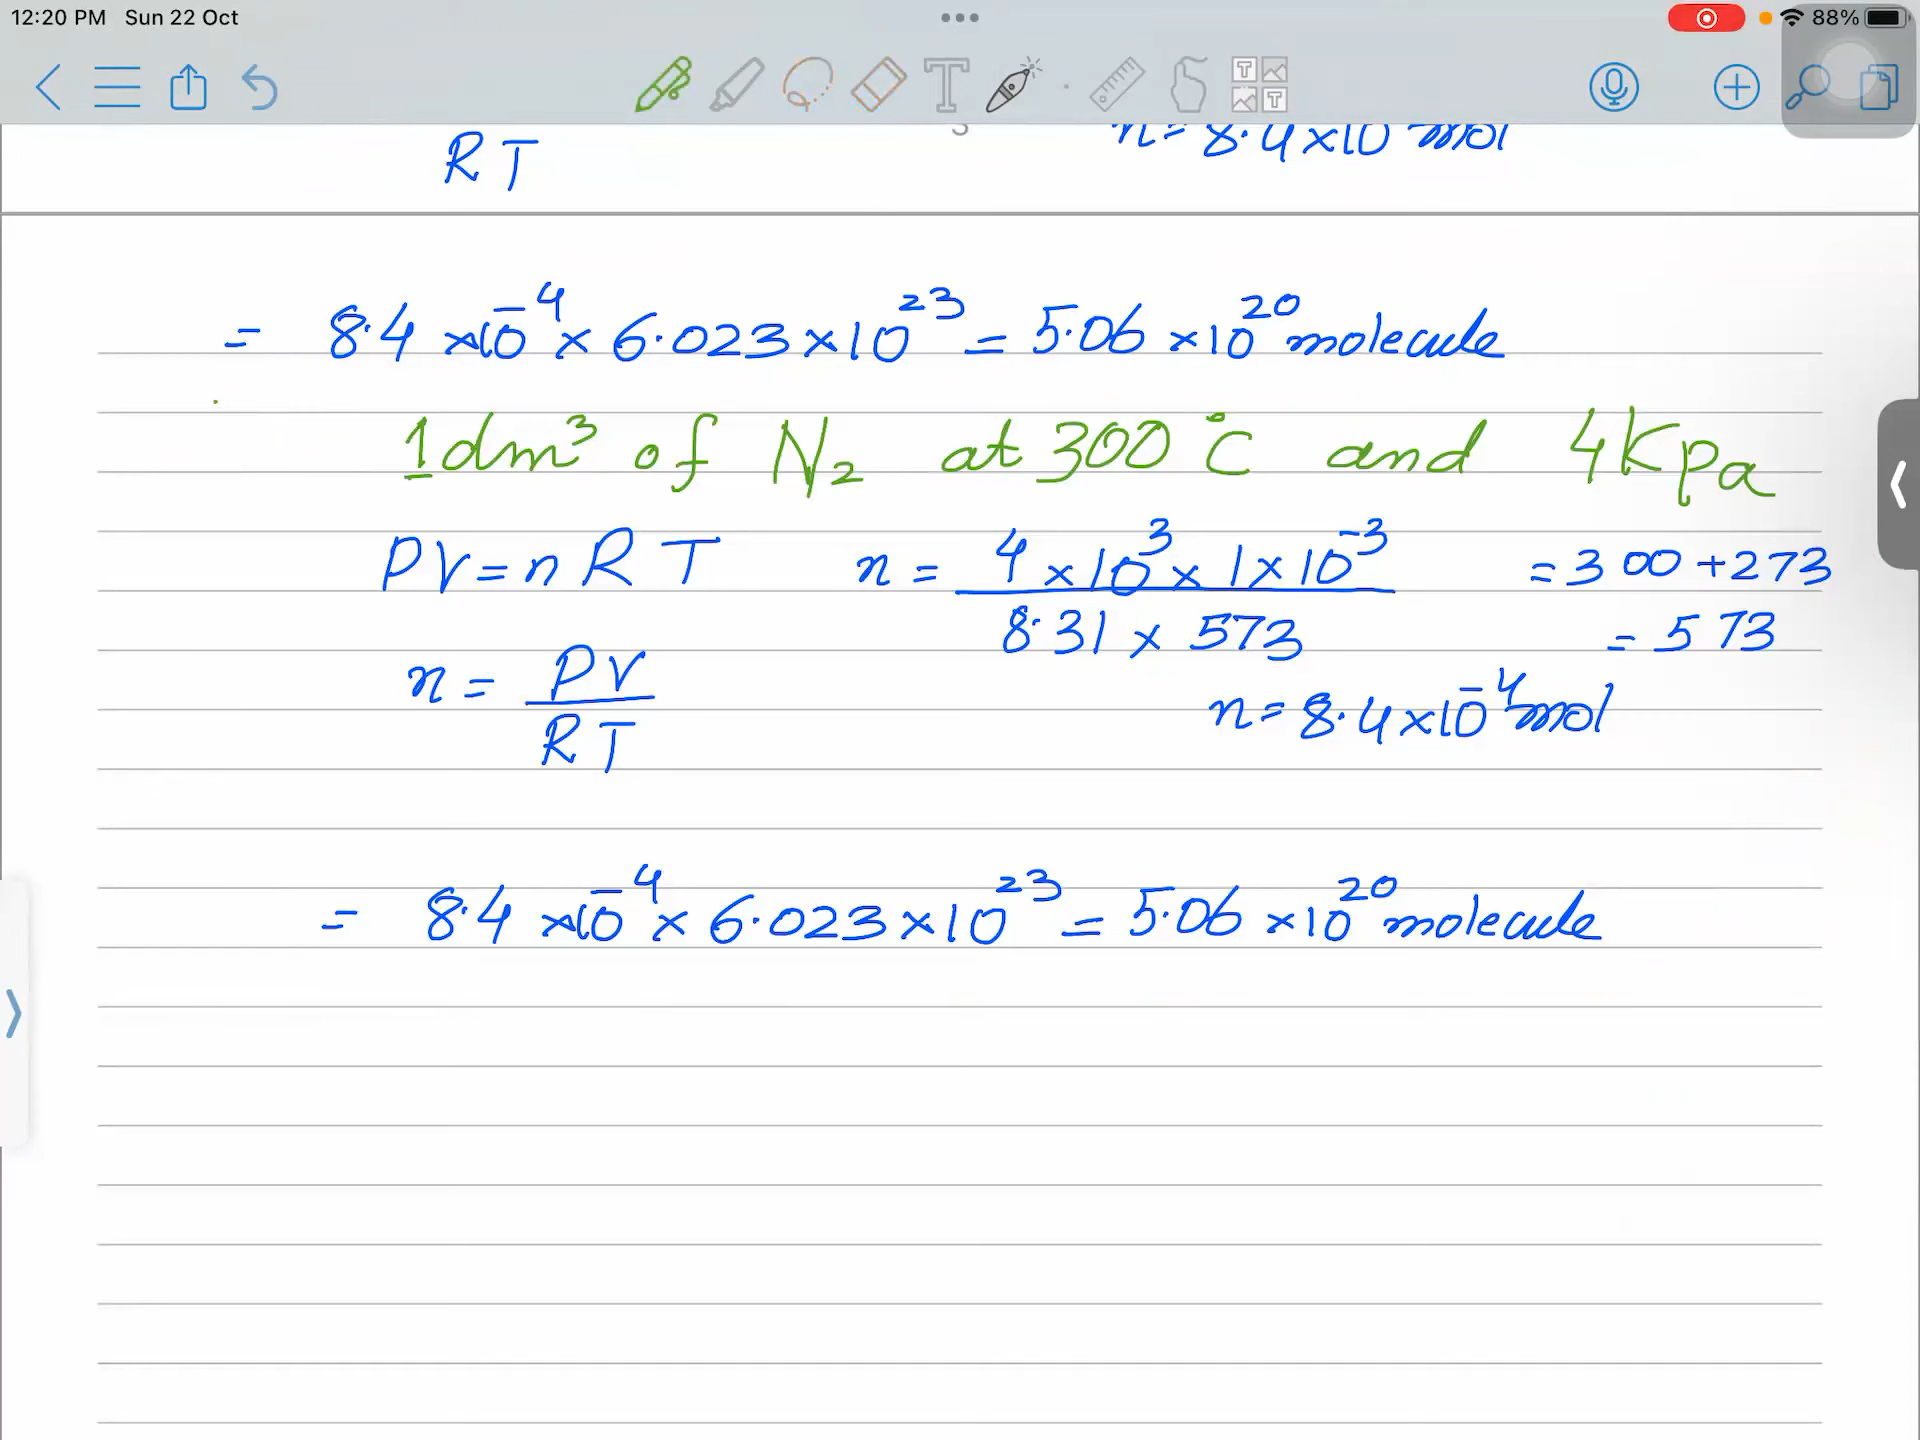 12:20 PM Sun 22 Oct 88%
RT n=8.4×10 mol
= 8.4 ×10⁻⁴ × 6.023×10²³ = 5.06 ×10²⁰ molecule
1dm³ of N₂ at 300°C and 4Kpa
PV=nRT n= 4×10³×1×10⁻³ =300+273
8.31 × 573 =573
n= PV n=8.4×10⁻⁴mol
RT
= 8.4 ×10⁻⁴ × 6.023×10²³ = 5.06 ×10²⁰ molecule